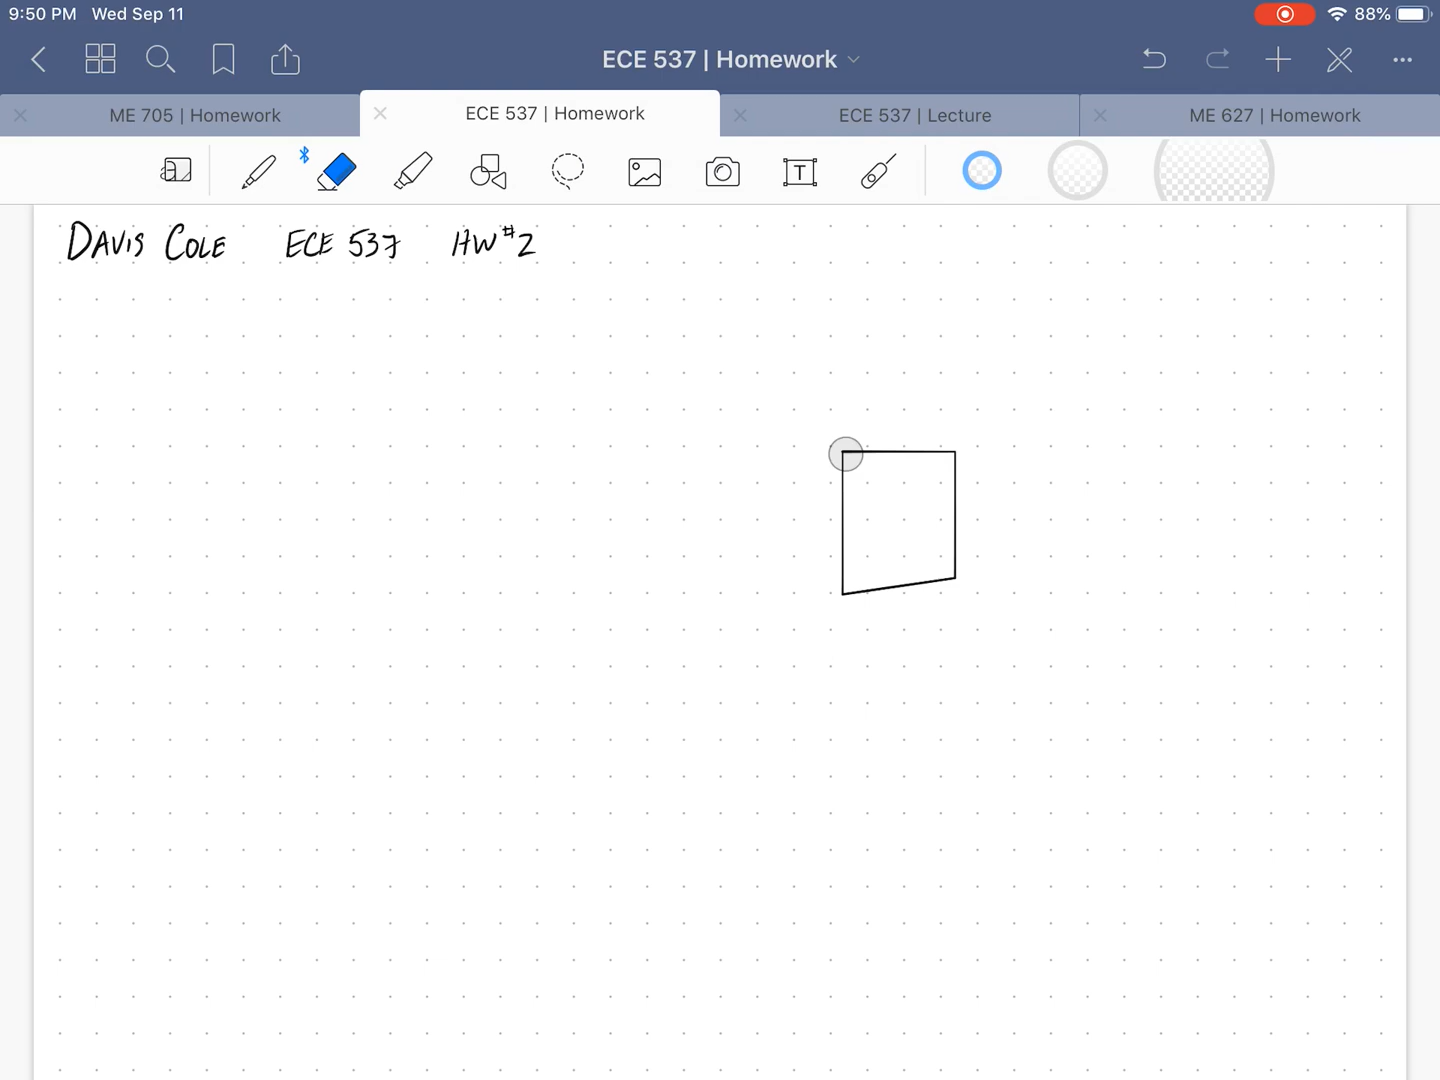 9:50 PM Wed Sep 11 88%
ECE 537 | Homework
ME 705 | Homework ECE 537 | Homework ECE 537 | Lecture ME 627 | Homework
a T
DAVIS COLE ECE 537 HW #2